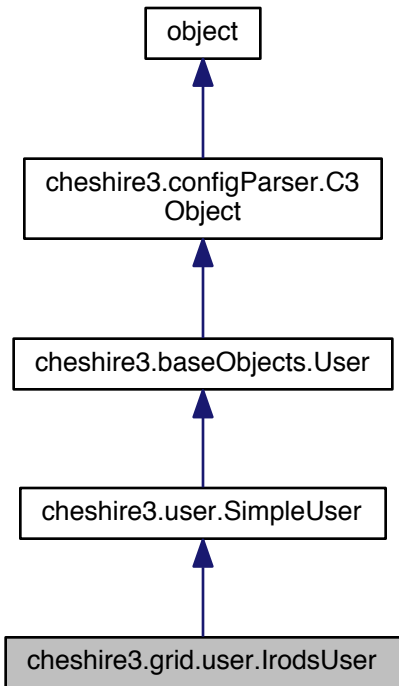 object
cheshire3.configParser.C3
Object
cheshire3.baseObjects.User
cheshire3.user.SimpleUser
cheshire3.grid.user.IrodsUser